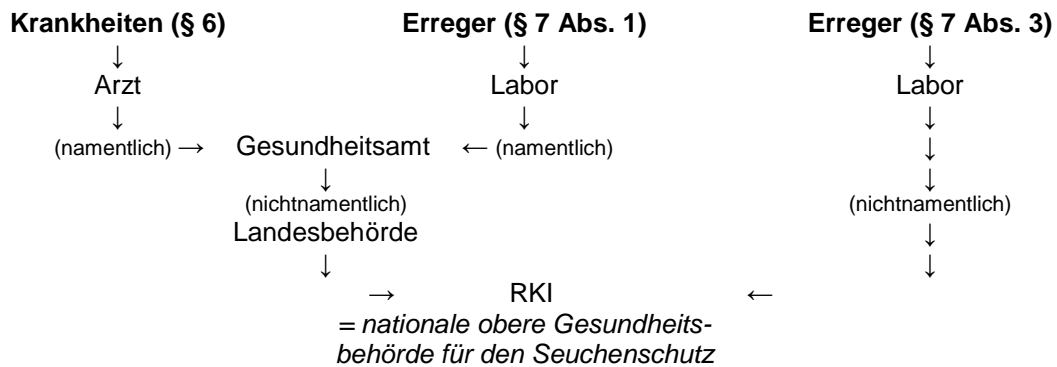 Krankheiten (§ 6) Erreger (§ 7 Abs. 1) Erreger (§ 7 Abs. 3)
↓ ↓ ↓
Arzt Labor Labor
↓ ↓ ↓
↓
(namentlich) → Gesundheitsamt ← (namentlich) ↓
↓ ↓
(nichtnamentlich) (nichtnamentlich)
Landesbehörde ↓
↓ ↓
→ RKI ←
= nationale obere Gesundheits-
behörde für den Seuchenschutz